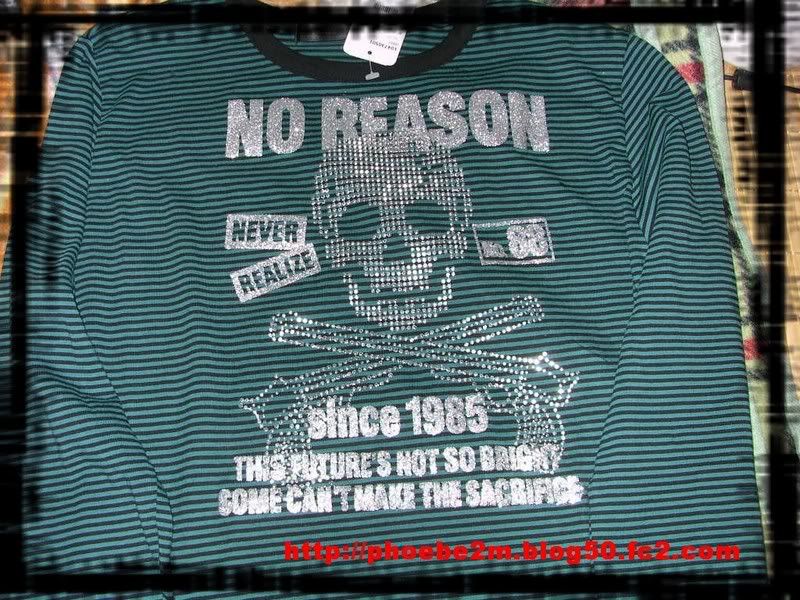 NO REASON
NEVER
REALIZE
No.88
since 1985
THIS FUTURE'S NOT SO BRIGHT
SOME CAN'T MAKE THE SACRIFICE
http://phoebe2m.blog50.fc2.com